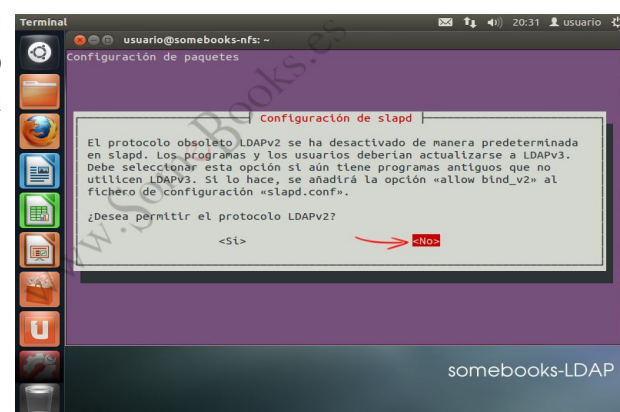 Terminal
20:31 usuario
usuario@somebooks-nfs: ~
Configuración de paquetes
Configuración de slapd
El protocolo obsoleto LDAPv2 se ha desactivado de manera predeterminada
en slapd. Los programas y los usuarios deberían actualizarse a LDAPv3.
Debe seleccionar esta opción si aún tiene programas antiguos que no
utilicen LDAPv3. Si lo hace, se añadirá la opción «allow bind_v2» al
fichero de configuración «slapd.conf».
¿Desea permitir el protocolo LDAPv2?
<Sí> <No>
www.SomeBooks.es
somebooks-LDAP